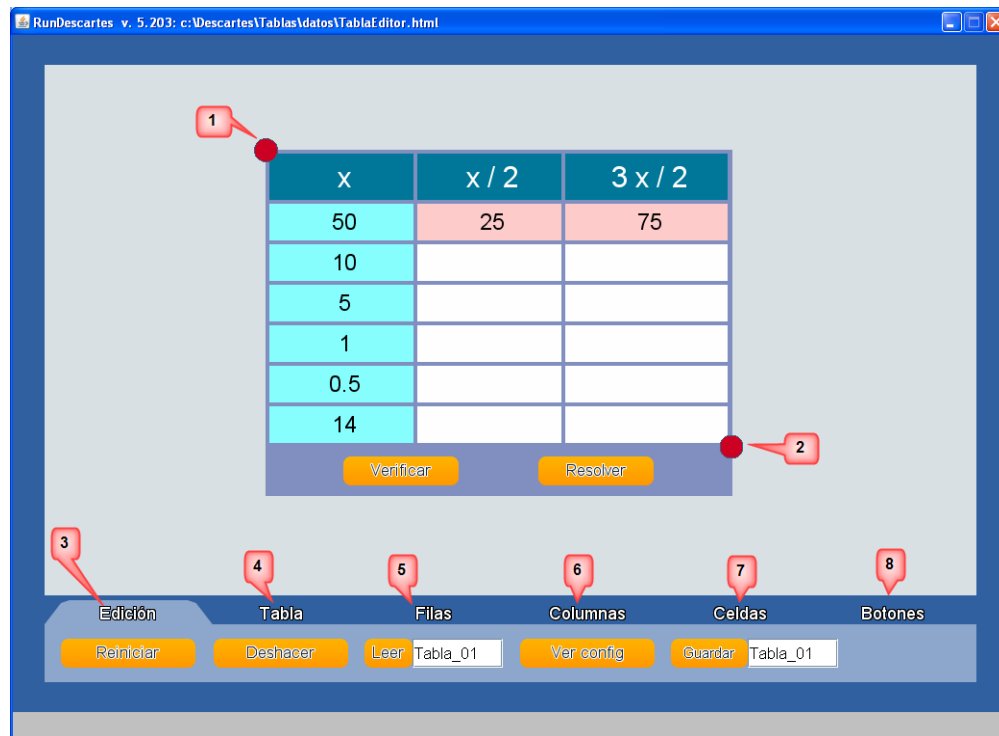 RunDescartes v. 5.203: c:\Descartes\Tablas\datos\TablaEditor.html
1
x x / 2 3 x / 2
50 25 75
10
5
1
0.5
14
2
Verificar Resolver
3 4 5 6 7 8
Edición Tabla Filas Columnas Celdas Botones
Reiniciar Deshacer Leer Tabla_01 Ver config Guardar Tabla_01